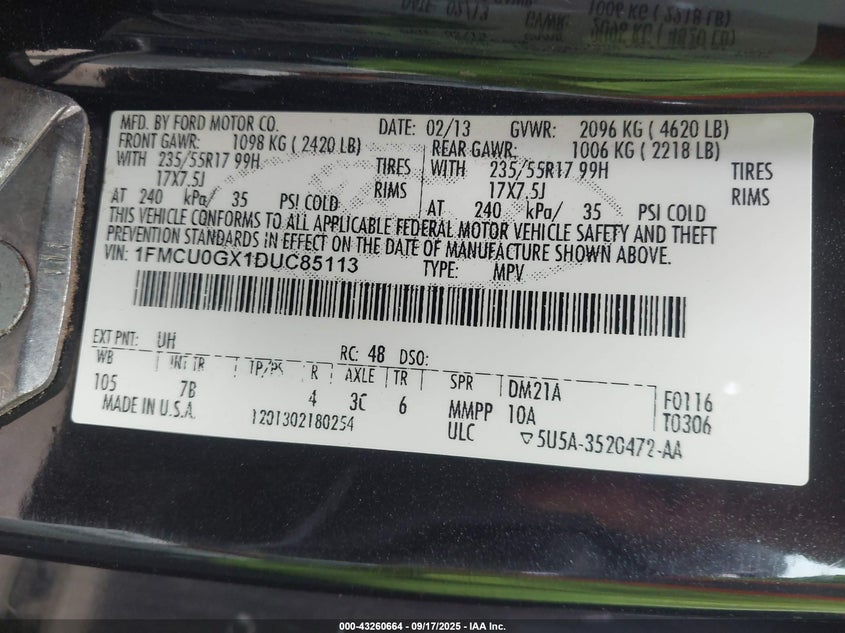 MFD. BY FORD MOTOR CO. DATE: 02/13 GVWR: 2096 KG ( 4620 LB)
FRONT GAWR: 1098 KG ( 2420 LB) REAR GAWR: 1006 KG ( 2218 LB)
WITH 235/55R17 99H TIRES WITH 235/55R17 99H TIRES
17X7.5J RIMS 17X7.5J RIMS
AT 240 kPa/ 35 PSI COLD AT 240 kPa/ 35 PSI COLD
THIS VEHICLE CONFORMS TO ALL APPLICABLE FEDERAL MOTOR VEHICLE SAFETY AND THEFT
PREVENTION STANDARDS IN EFFECT ON THE DATE OF MANUFACTURE SHOWN ABOVE.
VIN: 1FMCU0GX1DUC85113 TYPE: MPV
EXT PNT: UH RC: 48 DSO:
WB INT TR TP/PS R AXLE TR SPR DM21A F0116
105 7B 4 3C 6 MMPP 10A T0306
MADE IN U.S.A. 1201302180254 ULC ▽5U5A-3520472-AA
000-43260664 - 09/17/2025 - IAA Inc.